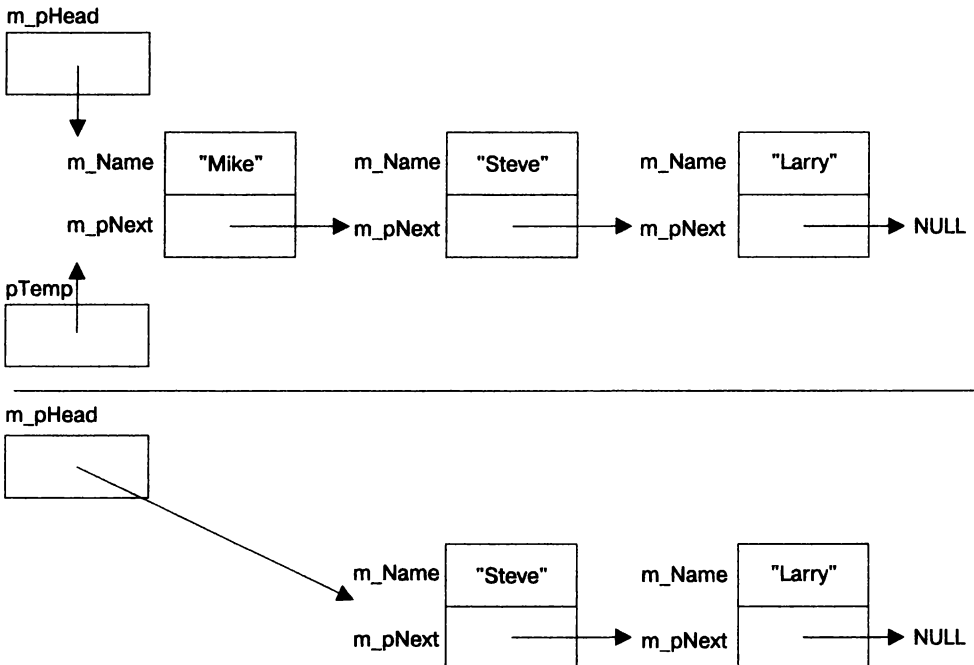 m_pHead
m_Name "Mike" m_Name "Steve" m_Name "Larry"
m_pNext m_pNext m_pNext NULL
pTemp
m_pHead
m_Name "Steve" m_Name "Larry"
m_pNext m_pNext NULL